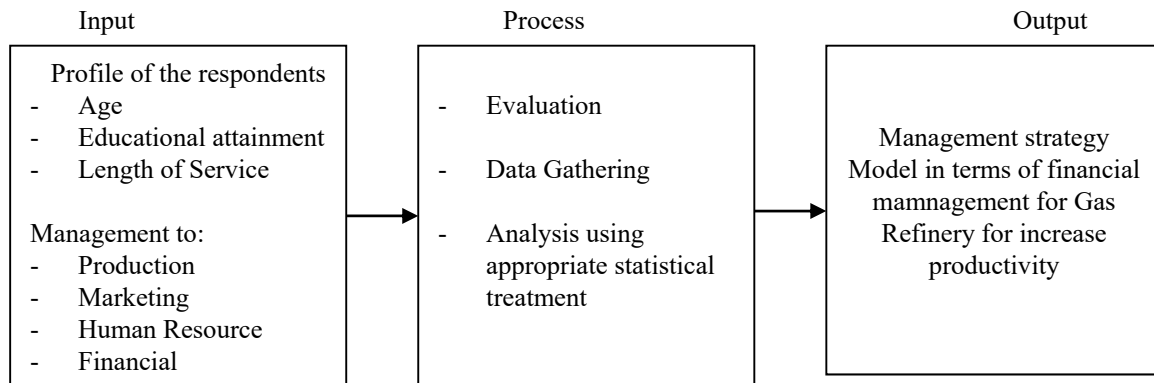 Input
Process
Output
Profile of the respondents
- Age
- Educational attainment
- Length of Service
Management to:
- Production
- Marketing
- Human Resource
- Financial
- Evaluation
- Data Gathering
- Analysis using
appropriate statistical
treatment
Management strategy
Model in terms of financial
mamnagement for Gas
Refinery for increase
productivity